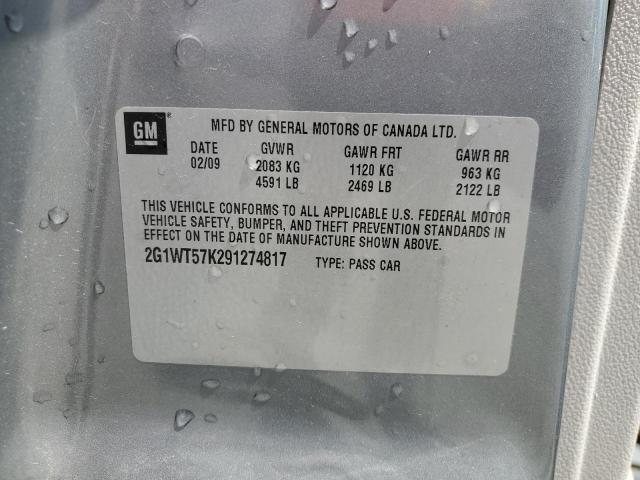 GM® MFD BY GENERAL MOTORS OF CANADA LTD.
DATE GVWR GAWR FRT GAWR RR
02/09 2083 KG 1120 KG 963 KG
4591 LB 2469 LB 2122 LB
THIS VEHICLE CONFORMS TO ALL APPLICABLE U.S. FEDERAL MOTOR
VEHICLE SAFETY, BUMPER, AND THEFT PREVENTION STANDARDS IN
EFFECT ON THE DATE OF MANUFACTURE SHOWN ABOVE.
2G1WT57K291274817 TYPE: PASS CAR